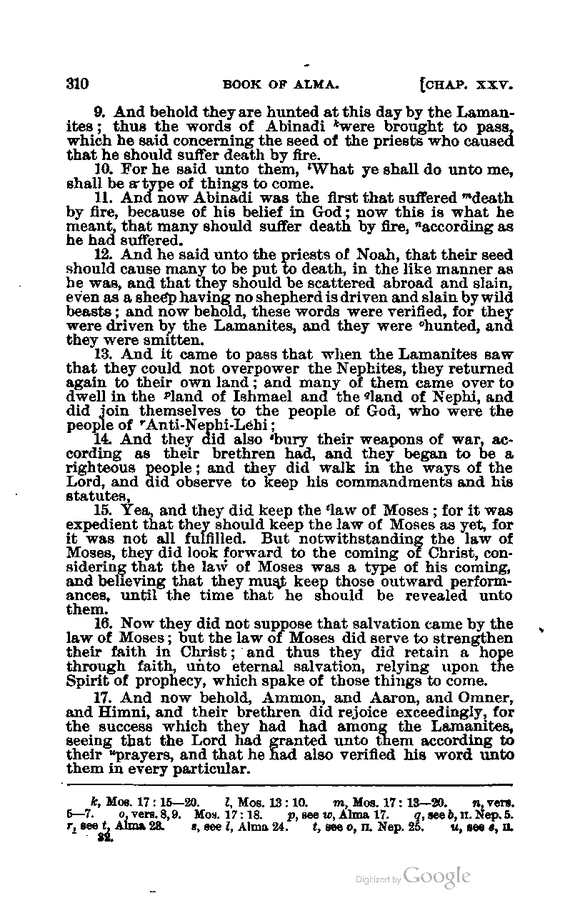 310 BOOK OF ALMA. [CHAP. XXV.
9. And behold they are hunted at this day by the Laman-
ites; thus the words of Abinadi ᵏwere brought to pass,
which he said concerning the seed of the priests who caused
that he should suffer death by fire.
10. For he said unto them, ˡWhat ye shall do unto me,
shall be a type of things to come.
11. And now Abinadi was the first that suffered ᵐdeath
by fire, because of his belief in God; now this is what he
meant, that many should suffer death by fire, ⁿaccording as
he had suffered.
12. And he said unto the priests of Noah, that their seed
should cause many to be put to death, in the like manner as
he was, and that they should be scattered abroad and slain,
even as a sheep having no shepherd is driven and slain by wild
beasts; and now behold, these words were verified, for they
were driven by the Lamanites, and they were ᵒhunted, and
they were smitten.
13. And it came to pass that when the Lamanites saw
that they could not overpower the Nephites, they returned
again to their own land; and many of them came over to
dwell in the ᵖland of Ishmael and the ᑫland of Nephi, and
did join themselves to the people of God, who were the
people of ʳAnti-Nephi-Lehi;
14. And they did also ˢbury their weapons of war, ac-
cording as their brethren had, and they began to be a
righteous people; and they did walk in the ways of the
Lord, and did observe to keep his commandments and his
statutes,
15. Yea, and they did keep the ᵗlaw of Moses; for it was
expedient that they should keep the law of Moses as yet, for
it was not all fulfilled. But notwithstanding the law of
Moses, they did look forward to the coming of Christ, con-
sidering that the law of Moses was a type of his coming,
and believing that they must keep those outward perform-
ances, until the time that he should be revealed unto
them.
16. Now they did not suppose that salvation came by the
law of Moses; but the law of Moses did serve to strengthen
their faith in Christ; and thus they did retain a hope
through faith, unto eternal salvation, relying upon the
Spirit of prophecy, which spake of those things to come.
17. And now behold, Ammon, and Aaron, and Omner,
and Himni, and their brethren did rejoice exceedingly, for
the success which they had had among the Lamanites,
seeing that the Lord had granted unto them according to
their ᵘprayers, and that he had also verified his word unto
them in every particular.
k, Mos. 17: 15—20. l, Mos. 13: 10. m, Mos. 17: 13—20. n, vers.
5—7. o, vers. 8, 9. Mos. 17: 18. p, see w, Alma 17. q, see b, II. Nep. 5.
r, see t, Alma 23. s, see l, Alma 24. t, see o, II. Nep. 25. u, see e, II.
32.
Digitized by Google